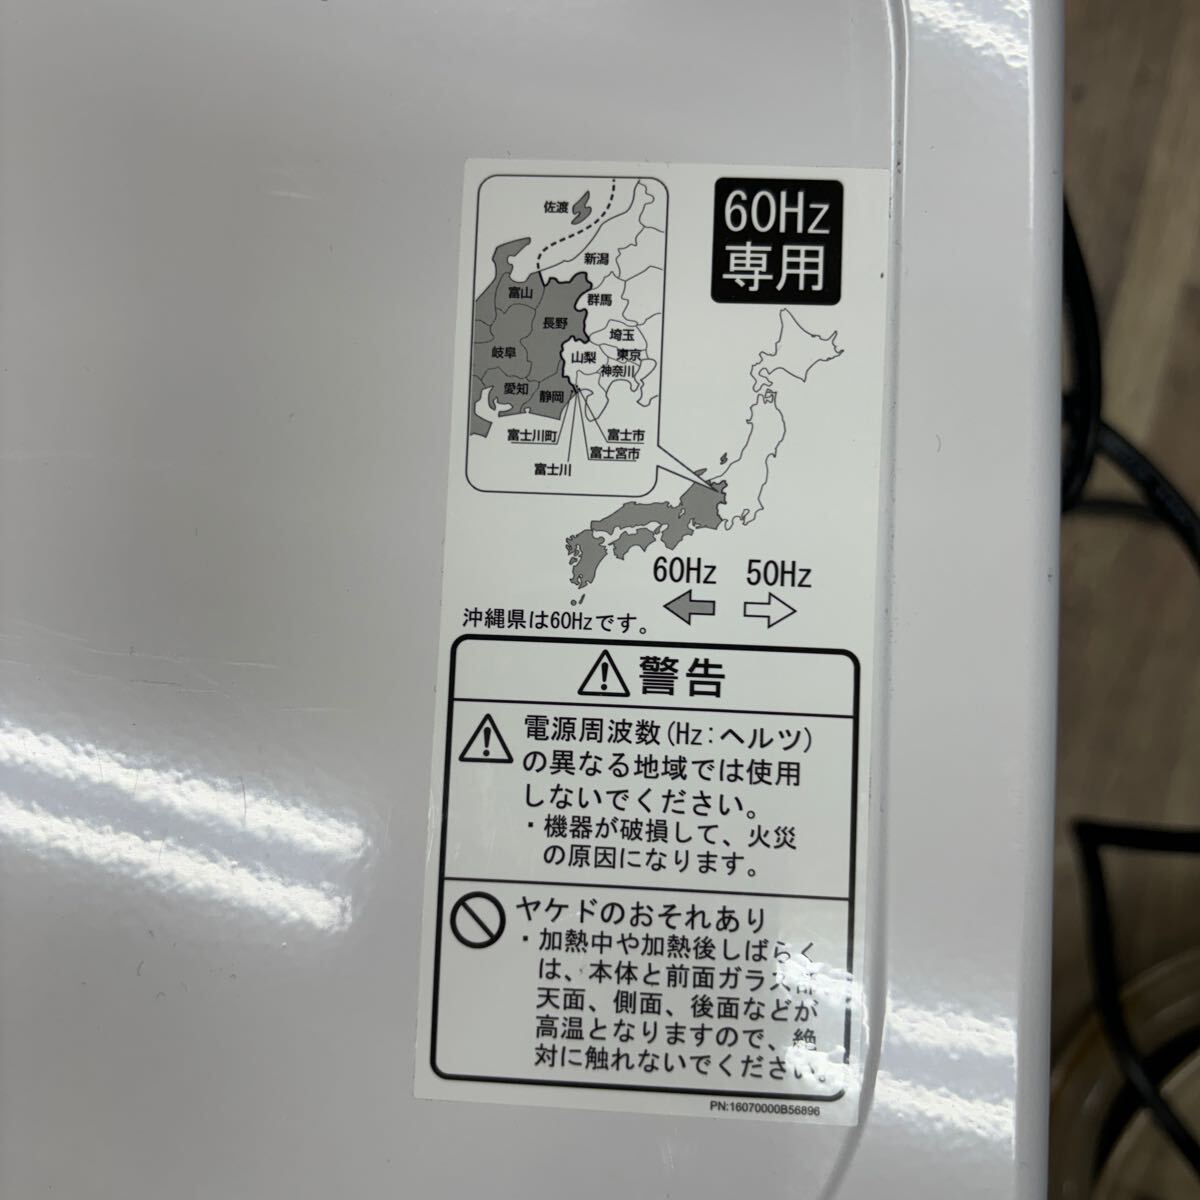 60Hz
専用
佐渡
新潟
富山
群馬
長野
埼玉
岐阜
山梨
東京
神奈川
愛知
静岡
富士川町
富士市
富士宮市
富士川
60Hz 50Hz
沖縄県は60Hzです。
警告
電源周波数(Hz:ヘルツ)
の異なる地域では使用
しないでください。
・機器が破損して、火災
の原因になります。
ヤケドのおそれあり
・加熱中や加熱後しばらく
は、本体と前面ガラス部
天面、側面、後面などが
高温となりますので、絶
対に触れないでください。
PN:16070000B56896